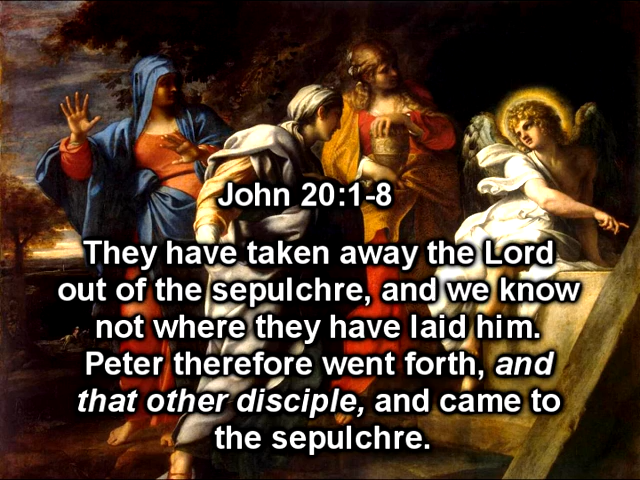 John 20:1-8
They have taken away the Lord
out of the sepulchre, and we know
not where they have laid him.
Peter therefore went forth, and
that other disciple, and came to
the sepulchre.